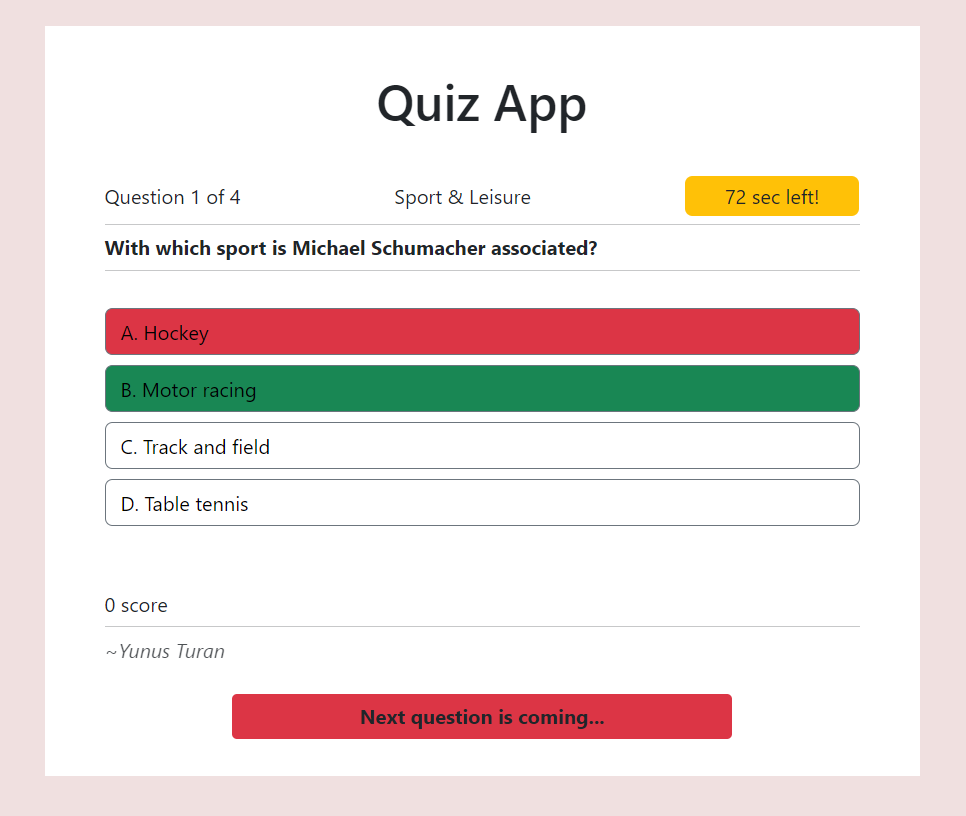 Quiz App
Question 1 of 4 Sport & Leisure 72 sec left!
With which sport is Michael Schumacher associated?
A. Hockey
B. Motor racing
C. Track and field
D. Table tennis
0 score
~Yunus Turan
Next question is coming...